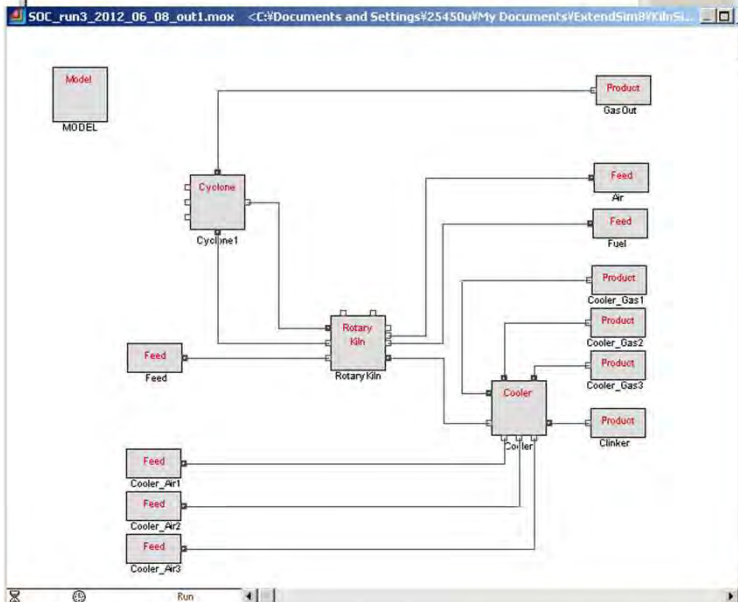 SOC_run3_2012_06_08_out1.mox <C:¥Documents and Settings¥25450u¥My Documents¥ExtendSim8¥KilnSi...
Model
MODEL
Product
GasOut
Cyclone
Cyclone1
Feed
Air
Feed
Fuel
Product
Cooler_Gas1
Product
Cooler_Gas2
Product
Cooler_Gas3
Rotary
Kiln
RotaryKiln
Feed
Feed
Cooler
Cooler
Product
Clinker
Feed
Cooler_Air1
Feed
Cooler_Air2
Feed
Cooler_Air3
Run